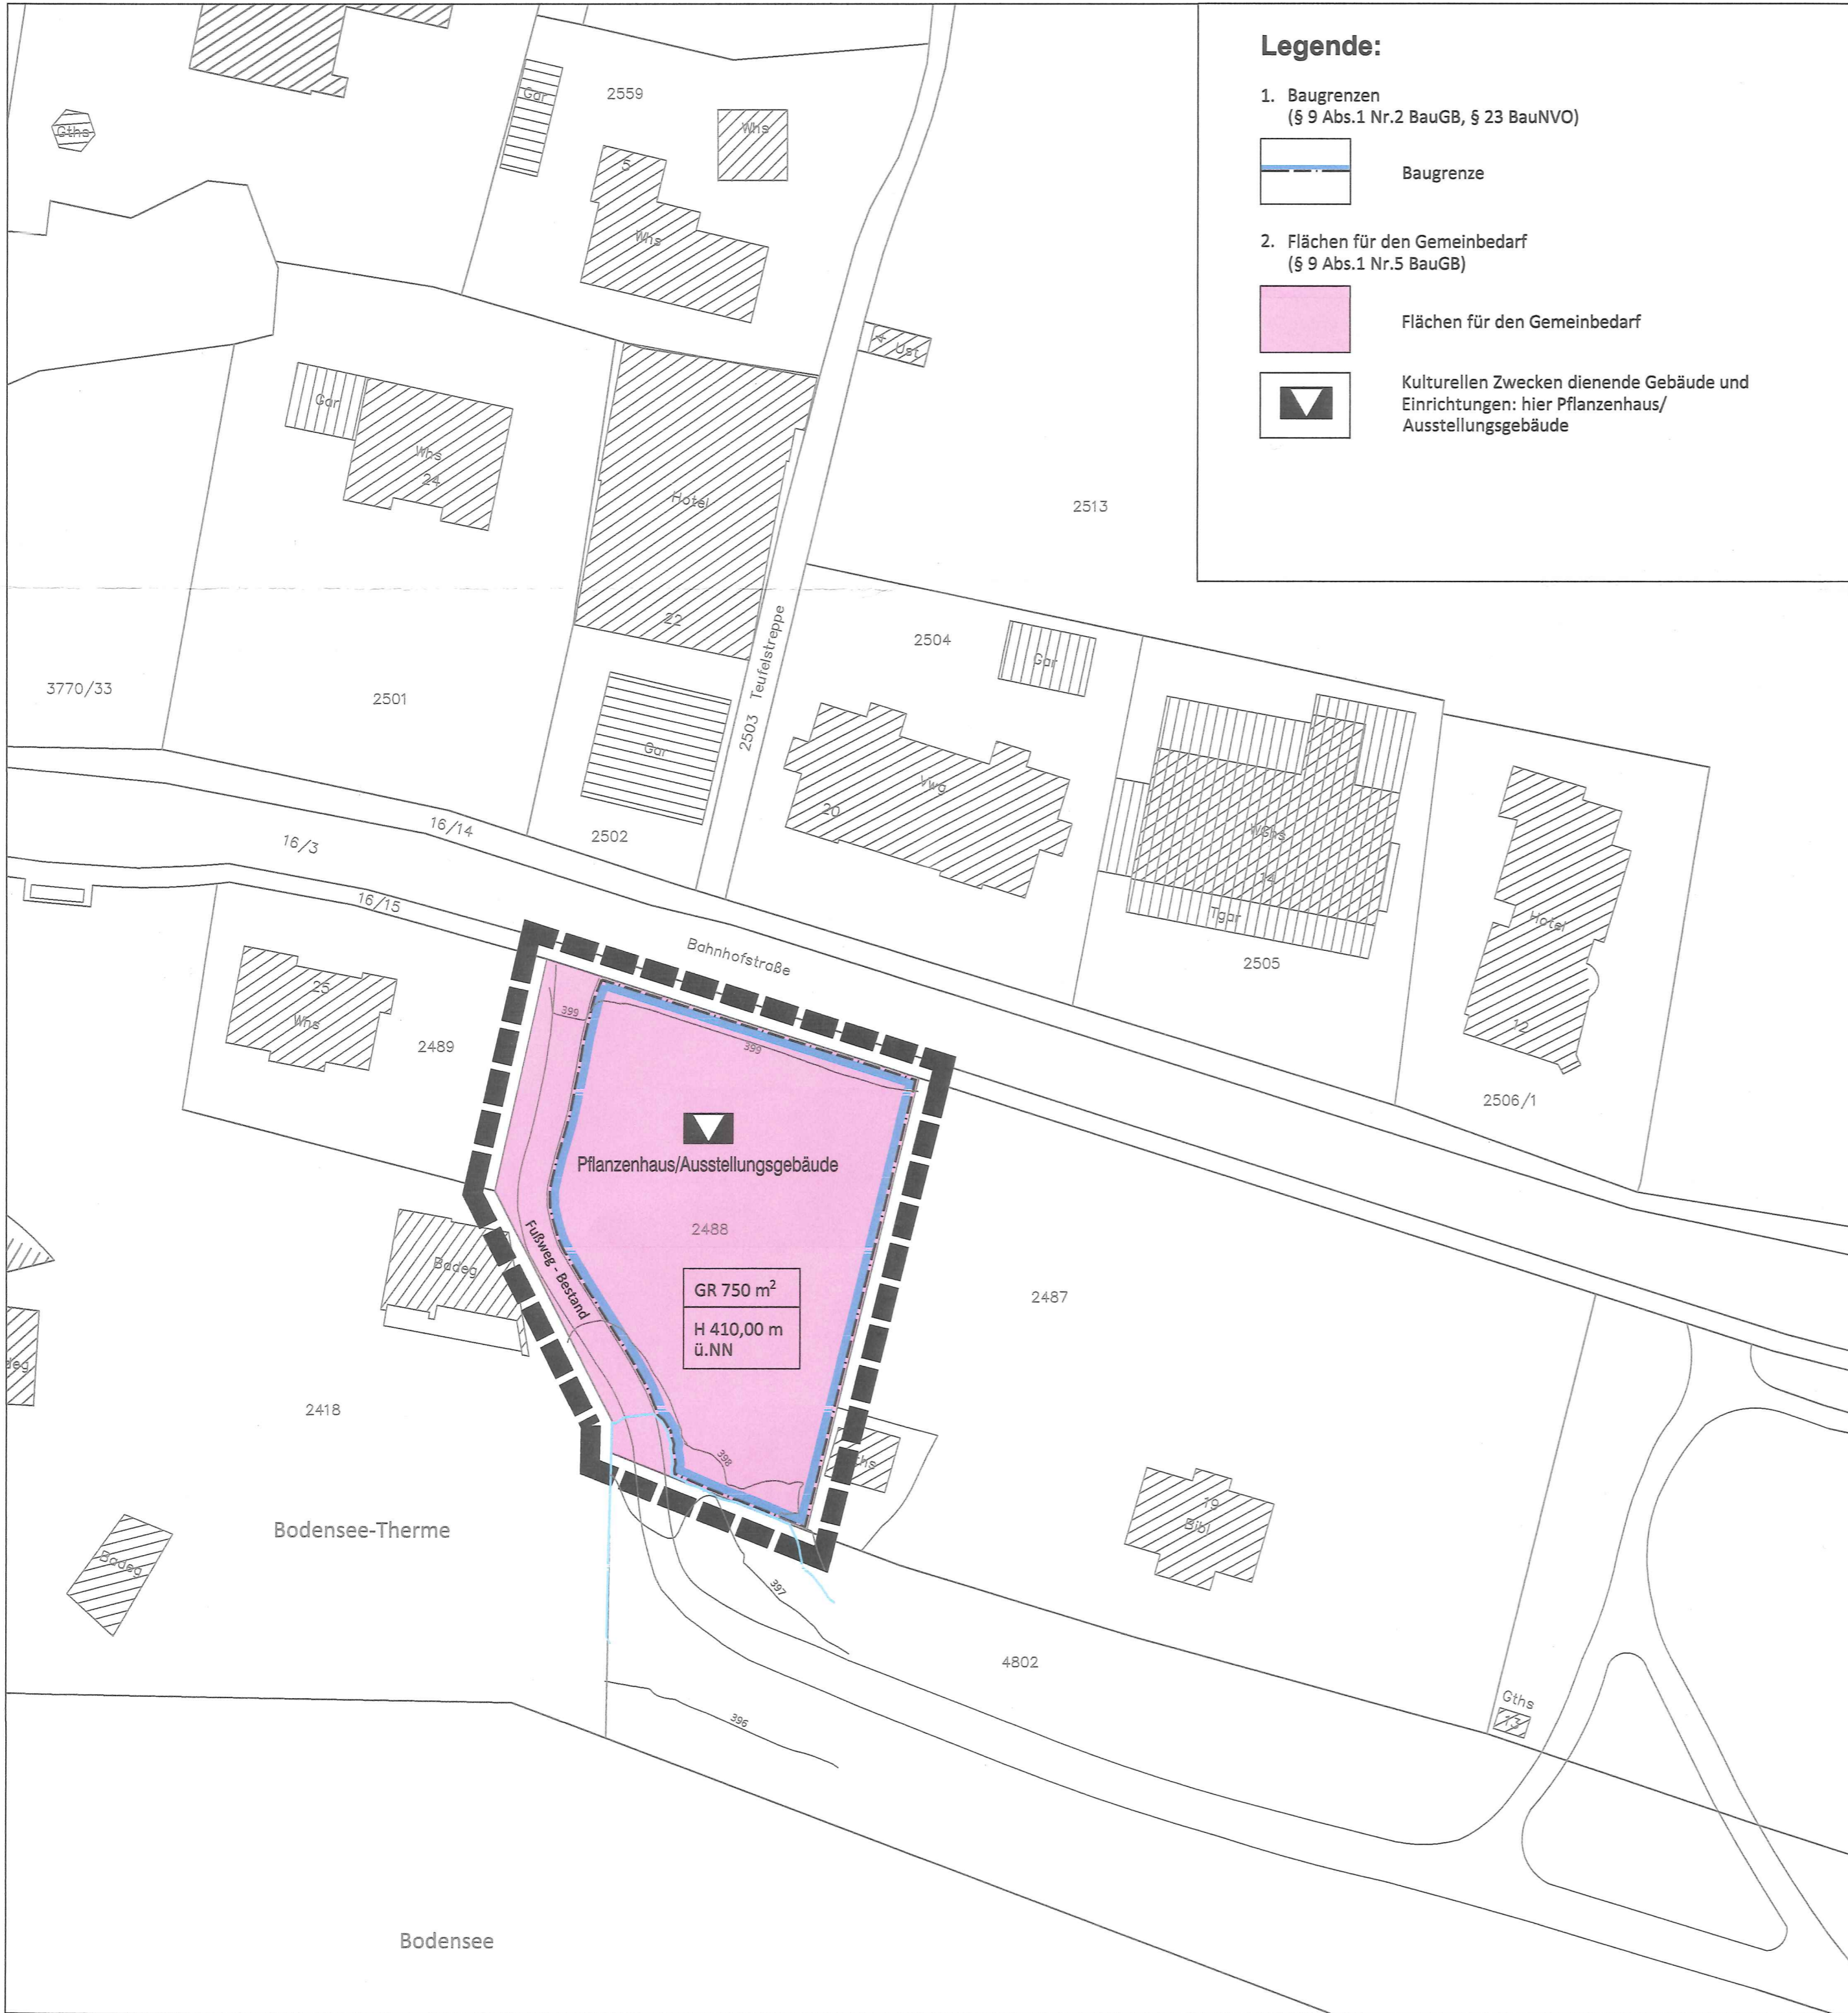 Legende:
1. Baugrenzen
(§ 9 Abs.1 Nr.2 BauGB, § 23 BauNVO)
Baugrenze
2. Flächen für den Gemeinbedarf
(§ 9 Abs.1 Nr.5 BauGB)
Flächen für den Gemeinbedarf
Kulturellen Zwecken dienende Gebäude und
Einrichtungen: hier Pflanzenhaus/
Ausstellungsgebäude
Gar
2559
Gths
Whs
5
Whs
4 Ust
Gar
Whs
24
Hotel
2513
22
2504
Gar
3770/33
2501
2503 Teufelstreppe
Gar
Vwg
20
16/14
2502
16/3
WGhs
14
16/15
Tgar
Hotel
Bahnhofstraße
2505
25
Whs
399
12
2489
399
2506/1
Pflanzenhaus/Ausstellungsgebäude
2488
Badeg
Fußweg - Bestand
GR 750 m²
H 410,00 m
ü.NN
2487
deg
2418
398
ths
19
Bibl
Bodensee-Therme
Badeg
397
4802
Gths
13
396
Bodensee